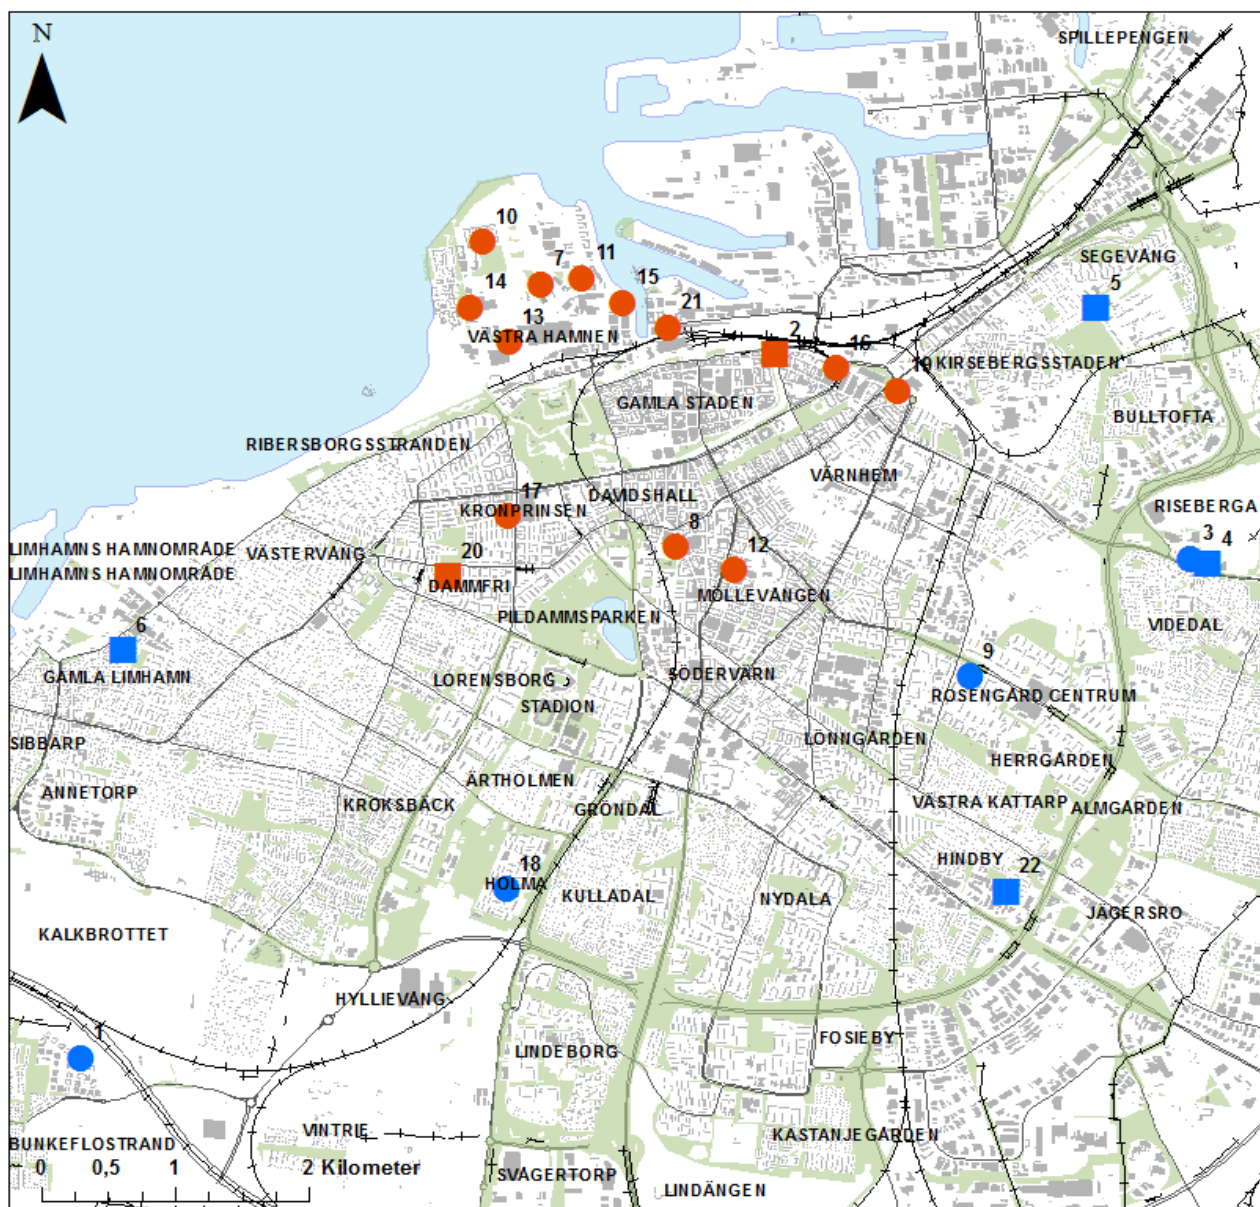 N
SPILLEPENGEN
10
SEGEVÅNG
7
11
5
14
15
13
21
VÄSTRA HAMNEN
2
16
19
KIRSEBERGSSTADEN
GAMLA STADEN
BULLTOFTA
RIBERSBORGSSTRANDEN
VÄRNHEM
17
DAVIDSHALL
KRONPRINSEN
RISEBERGA
8
3
4
LIMHAMNS HAMNOMRÅDE
VÄSTERVÅNG
20
12
LIMHAMNS HAMNOMRÅDE
DAMMFRI
MÖLLEVÅNGEN
PILDAMMSPARKEN
6
VIDEDAL
9
GAMLA LIMHAMN
LORENSBORG
SÖDERVÄRN
ROSENGÅRD CENTRUM
STADION
SIBBARP
LÖNNGÅRDEN
HERRGÅRDEN
ANNETORP
ÄRTHOLMEN
KROKSBÄCK
GRÖNDAL
VÄSTRA KATTARP
ALMGÅRDEN
18
HINDBY
22
HOLMA
KULLADAL
NYDALA
JÄGERSRO
KALKBROTTET
HYLLIEVÅNG
1
FOSIEBY
LINDEBORG
VINTRIE
BUNKEFLOSTRAND
KASTANJEGÅRDEN
0 0,5 1 2 Kilometer
SVÅGERTORP
LINDÄNGEN